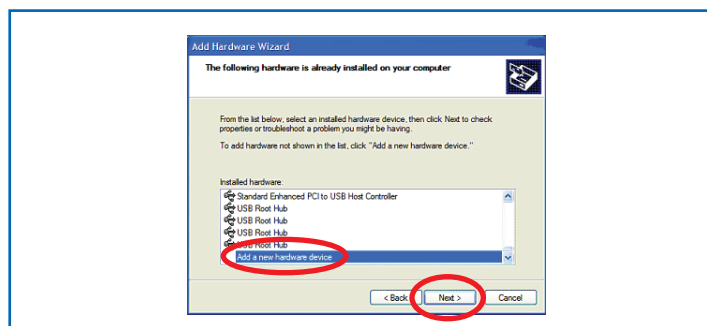 Add Hardware Wizard
The following hardware is already installed on your computer
From the list below, select an installed hardware device, then click Next to check
properties or troubleshoot a problem you might be having.
To add hardware not shown in the list, click "Add a new hardware device."
Installed hardware:
Standard Enhanced PCI to USB Host Controller
USB Root Hub
USB Root Hub
USB Root Hub
USB Root Hub
Add a new hardware device
< Back
Next >
Cancel